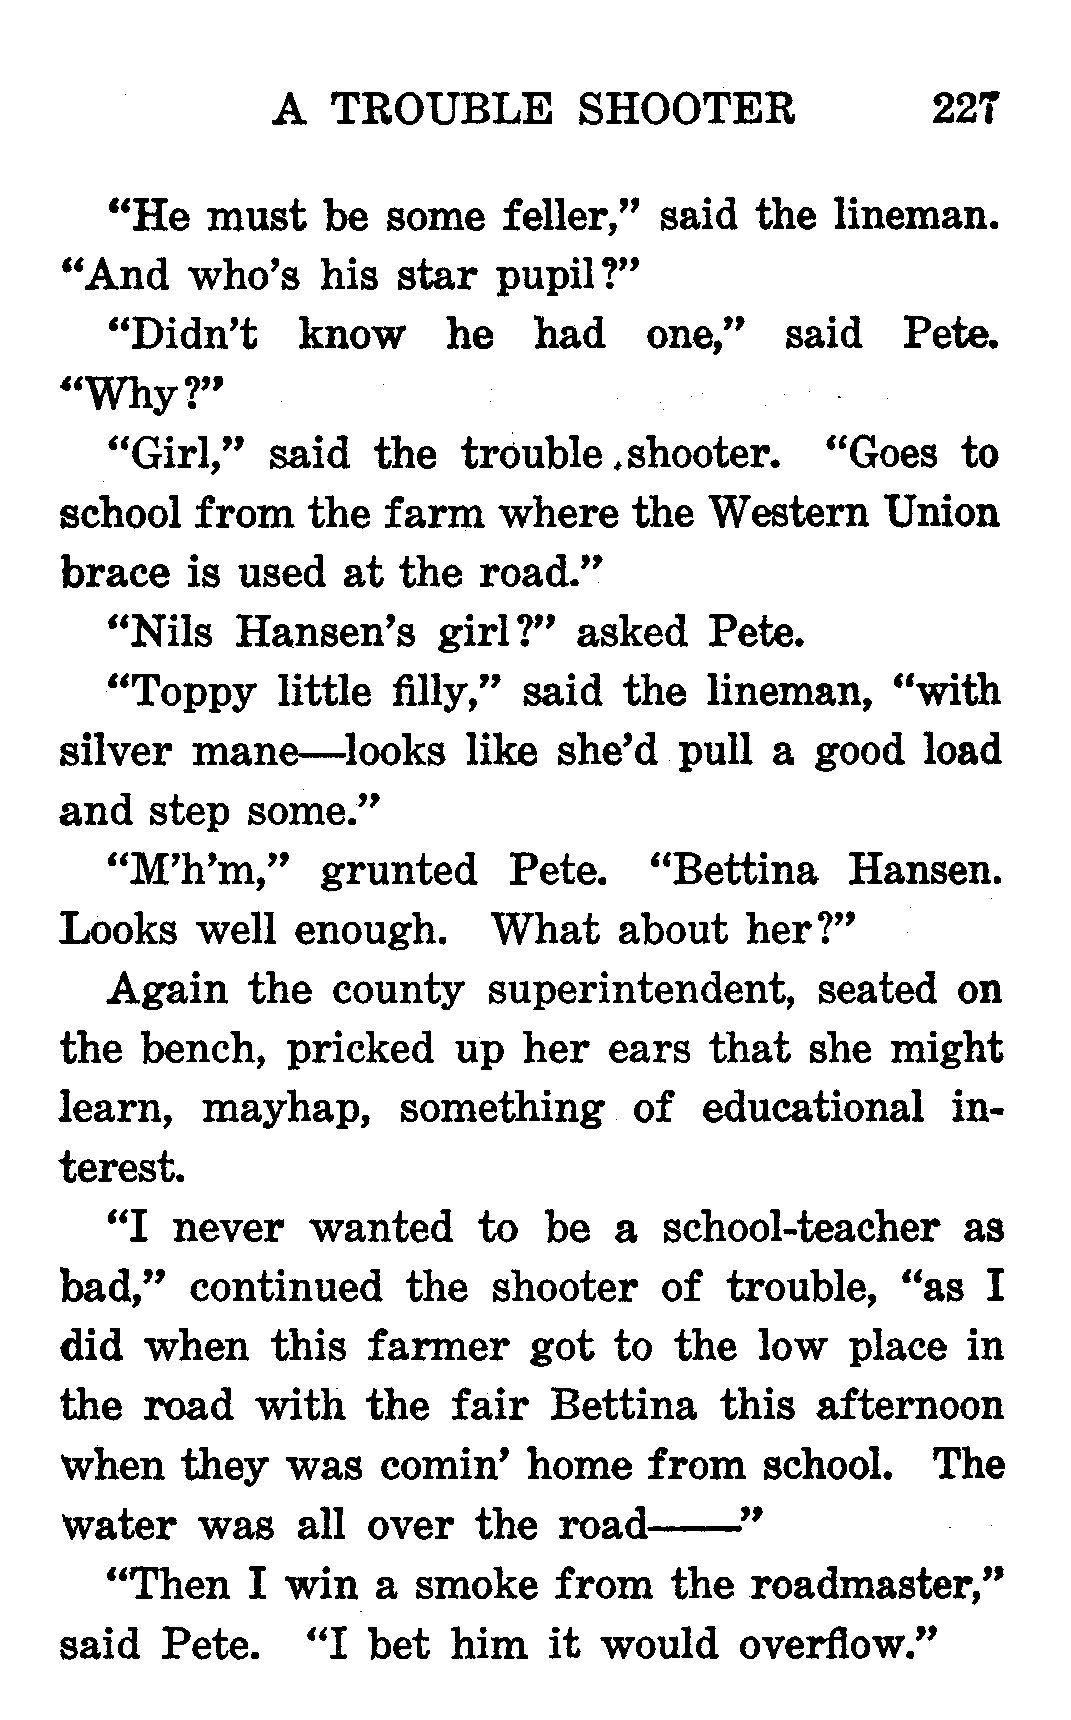 A TROUBLE SHOOTER 227
“He must be some feller,” said the lineman.
“And who’s his star pupil?”
“Didn’t know he had one,” said Pete.
“Why?”
“Girl,” said the trouble shooter. “Goes to
school from the farm where the Western Union
brace is used at the road.”
“Nils Hansen’s girl?” asked Pete.
“Toppy little filly,” said the lineman, “with
silver mane—looks like she’d pull a good load
and step some.”
“M’h’m,” grunted Pete. “Bettina Hansen.
Looks well enough. What about her?”
Again the county superintendent, seated on
the bench, pricked up her ears that she might
learn, mayhap, something of educational in-
terest.
“I never wanted to be a school-teacher as
bad,” continued the shooter of trouble, “as I
did when this farmer got to the low place in
the road with the fair Bettina this afternoon
when they was comin’ home from school. The
water was all over the road——”
“Then I win a smoke from the roadmaster,”
said Pete. “I bet him it would overflow.”